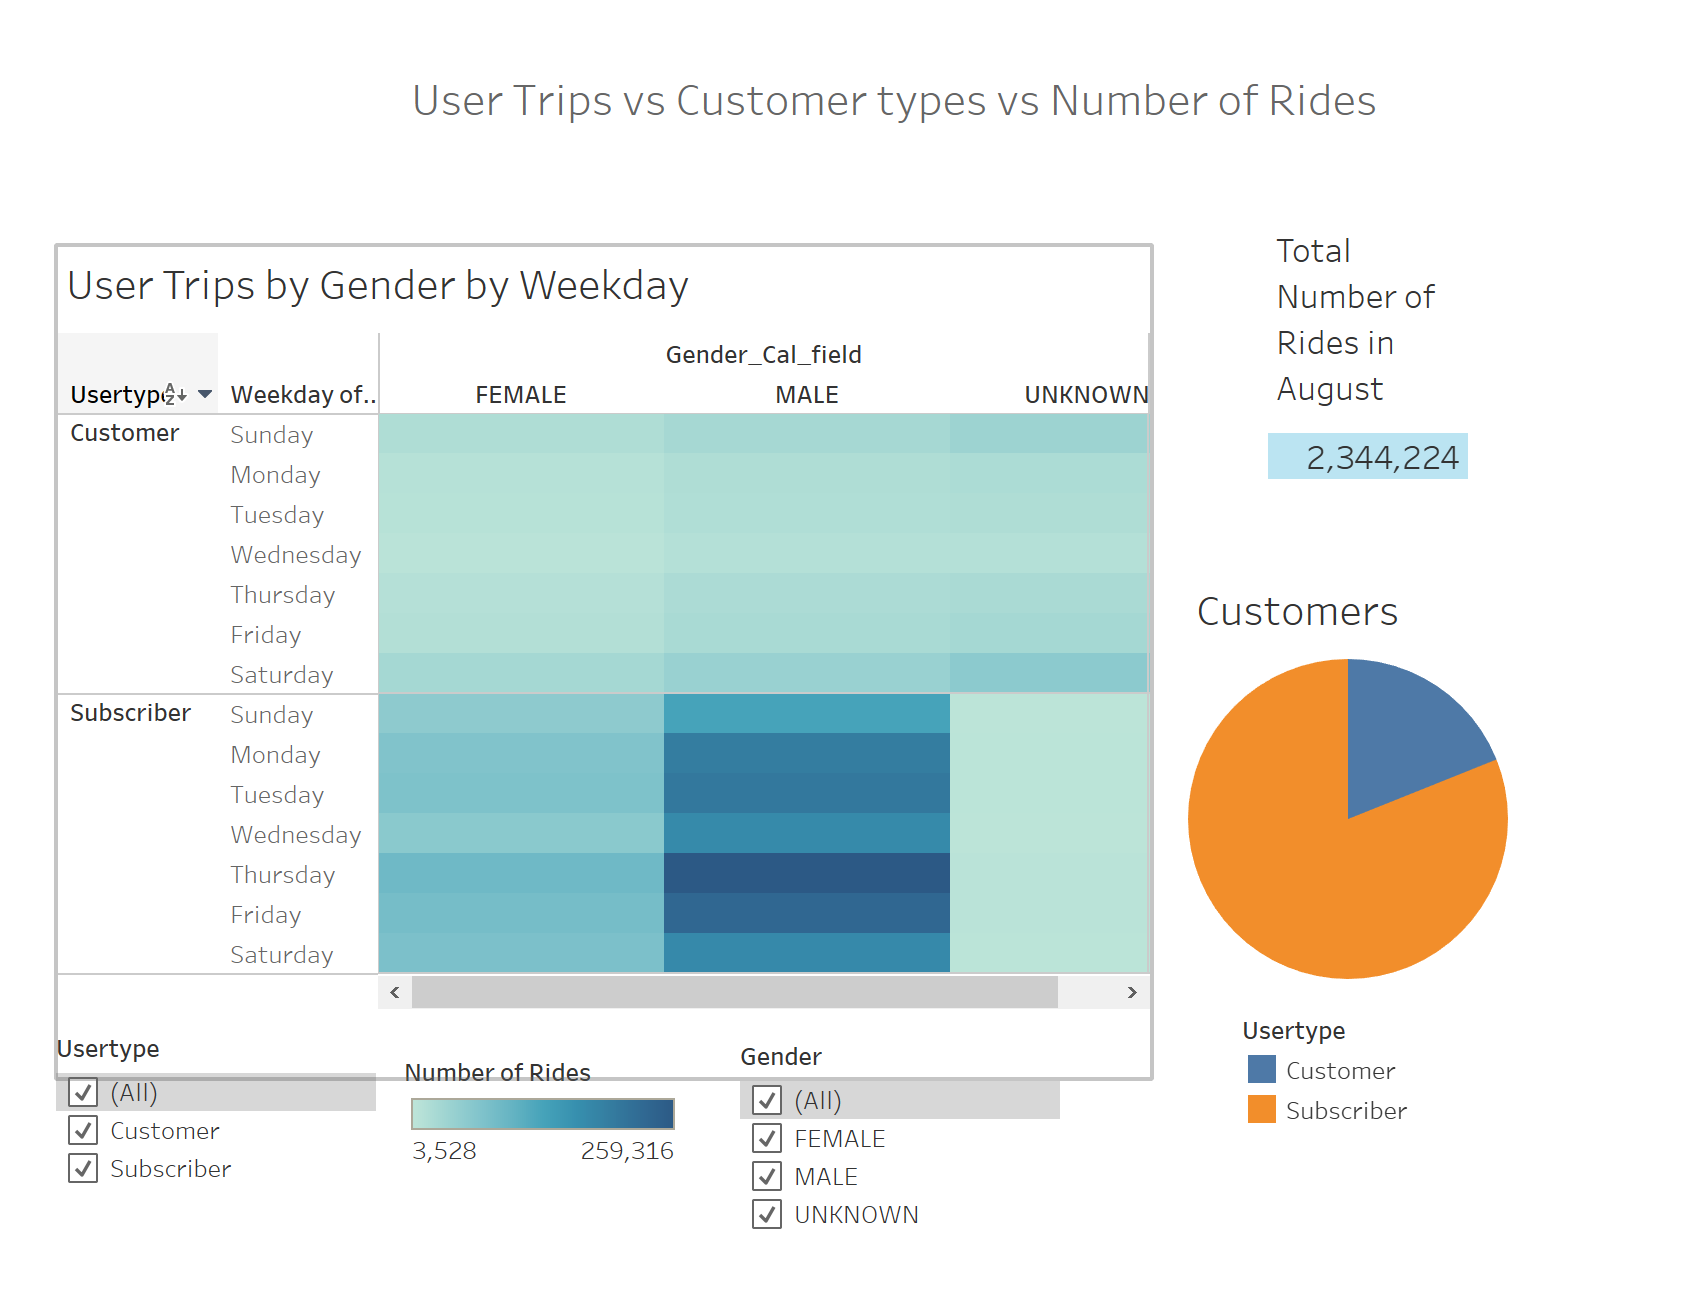 User Trips vs Customer types vs Number of Rides
User Trips by Gender by Weekday
Gender_Cal_field
Usertype Weekday of.. FEMALE MALE UNKNOWN
Customer Sunday
Monday
Tuesday
Wednesday
Thursday
Friday
Saturday
Subscriber Sunday
Monday
Tuesday
Wednesday
Thursday
Friday
Saturday
Usertype
(All)
Customer
Subscriber
Number of Rides
3,528 259,316
Gender
(All)
FEMALE
MALE
UNKNOWN
Total
Number of
Rides in
August
2,344,224
Customers
Usertype
Customer
Subscriber